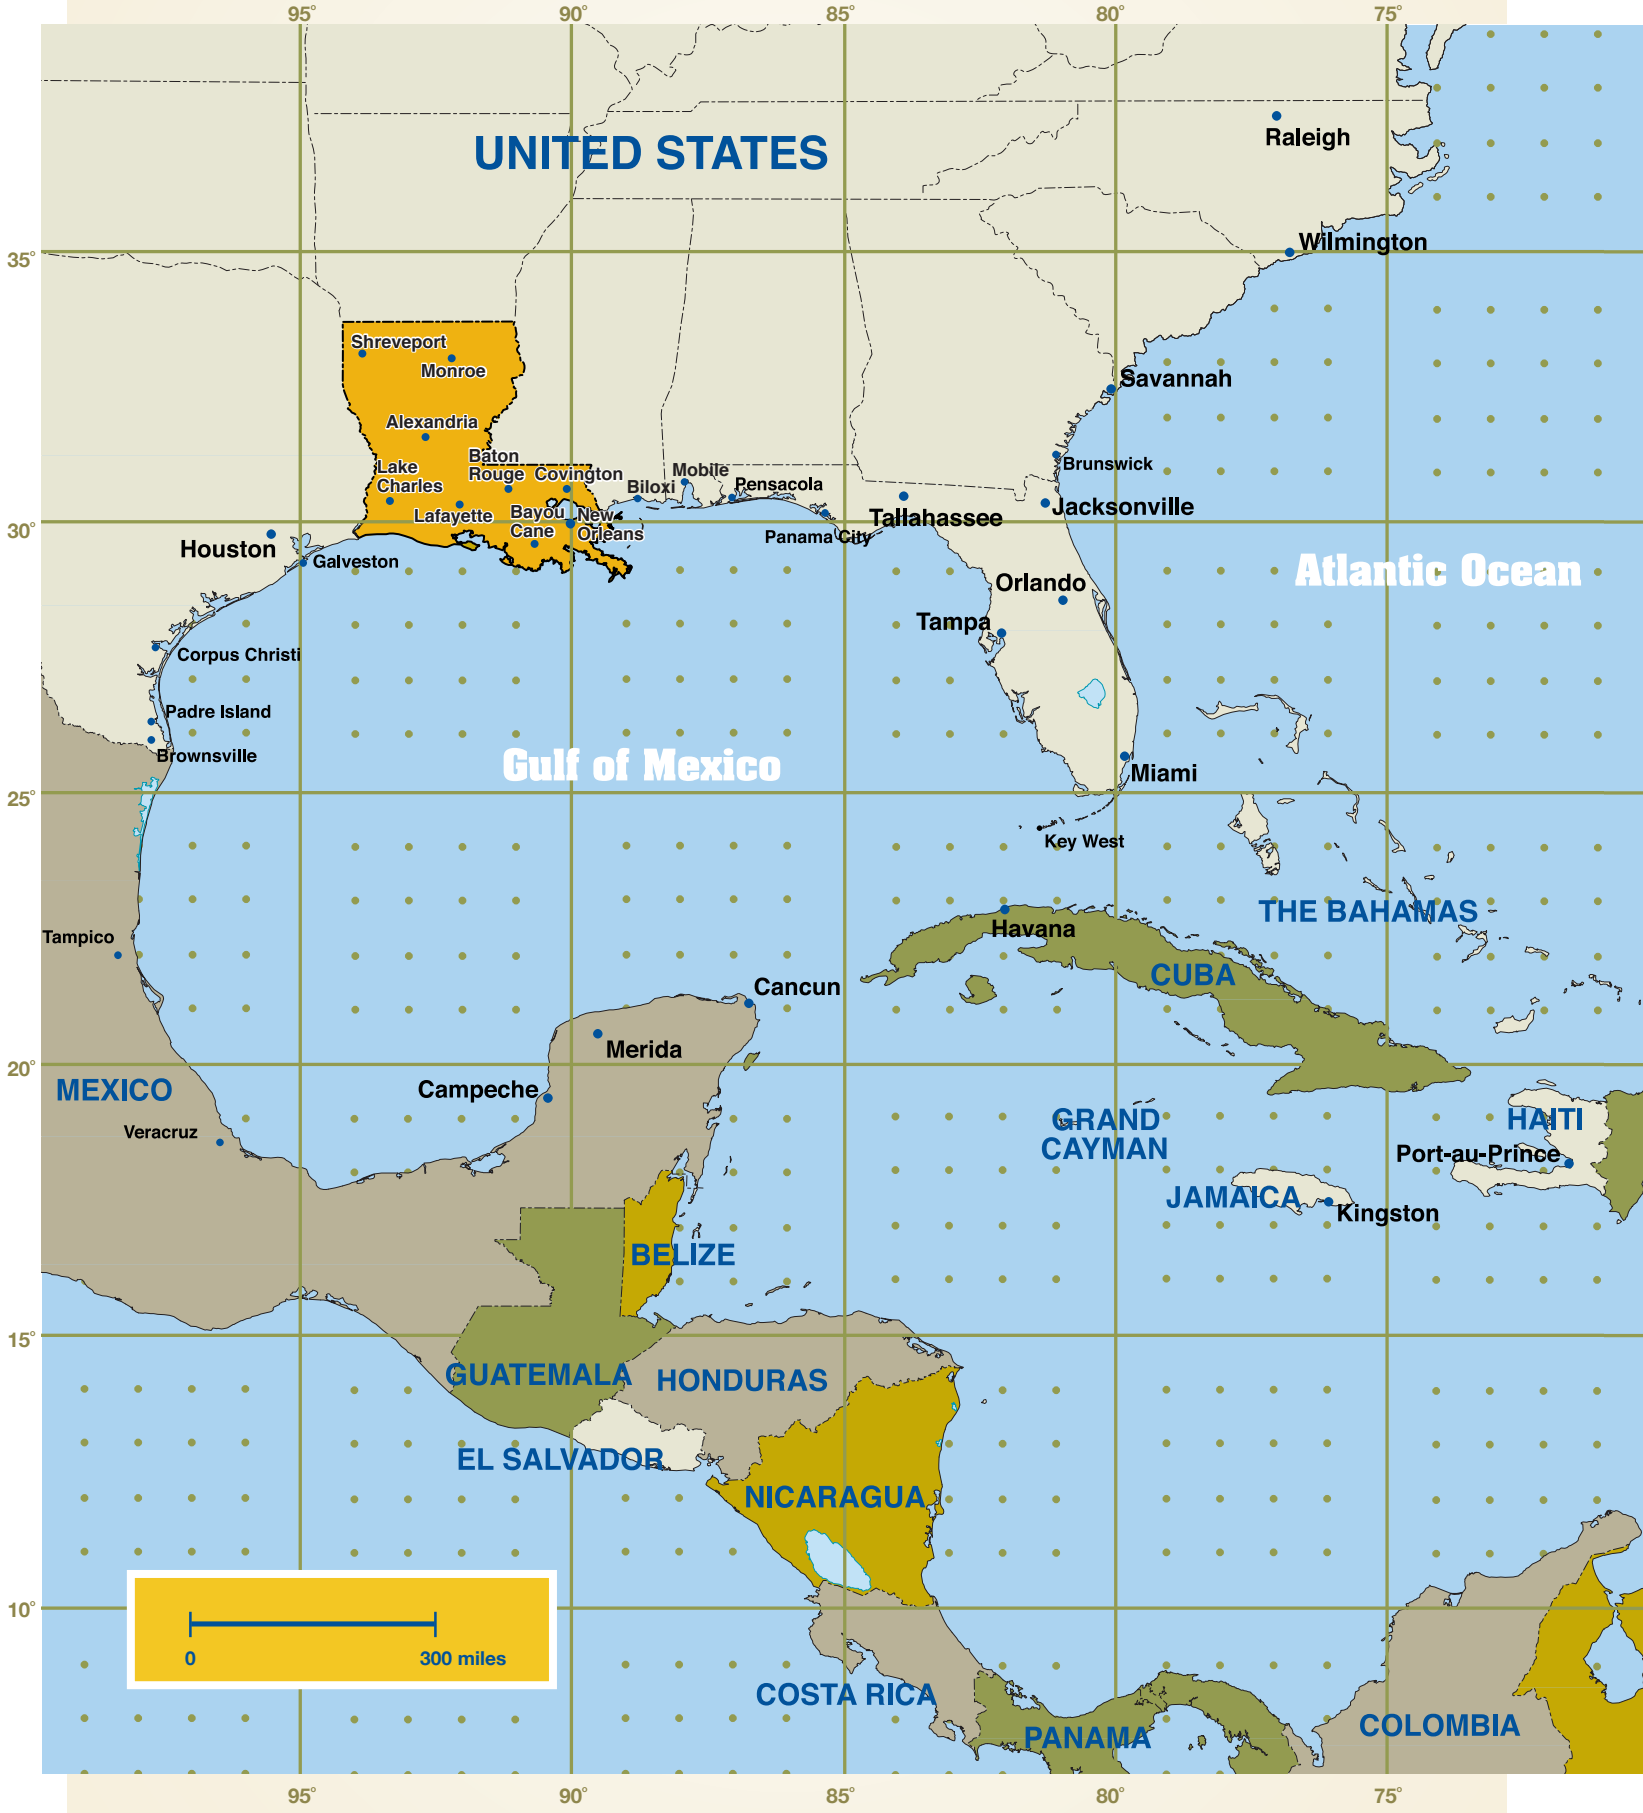 95° 90° 85° 80° 75°
UNITED STATES
Raleigh
Wilmington
35°
Shreveport
Monroe
Savannah
Alexandria
Baton
Rouge
Covington
Lake
Charles
Mobile
Biloxi
Pensacola
Brunswick
Lafayette
Bayou
Cane
New
Orleans
Tallahassee
Jacksonville
30°
Panama City
Houston
Galveston
Atlantic Ocean
Orlando
Tampa
Corpus Christi
Padre Island
Brownsville
Gulf of Mexico
Miami
25°
Key West
THE BAHAMAS
Havana
Tampico
CUBA
Cancun
Merida
20°
MEXICO
Campeche
GRAND
CAYMAN
HAITI
Veracruz
Port-au-Prince
JAMAICA
Kingston
BELIZE
15°
GUATEMALA
HONDURAS
EL SALVADOR
NICARAGUA
10°
0 300 miles
COSTA RICA
PANAMA
COLOMBIA
95° 90° 85° 80° 75°